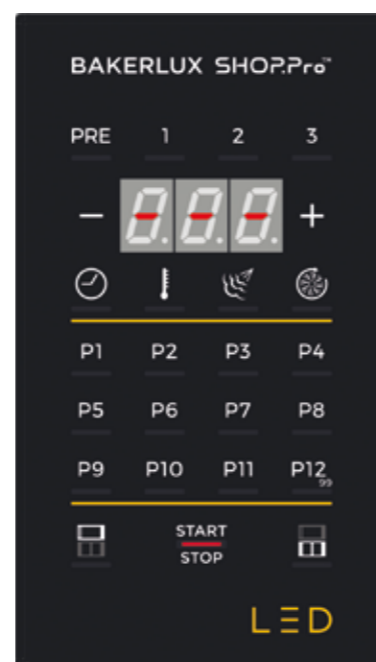 BAKERLUX SHOP.Pro™
PRE 1 2 3
− --- +
P1 P2 P3 P4
P5 P6 P7 P8
P9 P10 P11 P12
99
START
STOP
LED